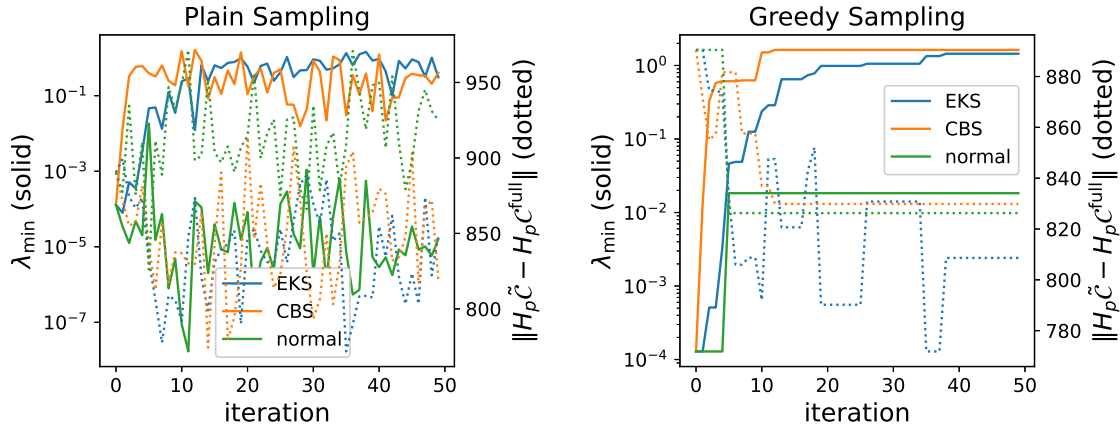 Plain Sampling
10⁻¹
10⁻³
10⁻⁵
10⁻⁷
λmin (solid)
950
900
850
800
‖HₚC̃ − HₚCᶠᵘˡˡ‖ (dotted)
EKS
CBS
normal
0 10 20 30 40 50
iteration
Greedy Sampling
10⁰
10⁻¹
10⁻²
10⁻³
10⁻⁴
λmin (solid)
880
860
840
820
800
780
‖HₚC̃ − HₚCᶠᵘˡˡ‖ (dotted)
EKS
CBS
normal
0 10 20 30 40 50
iteration